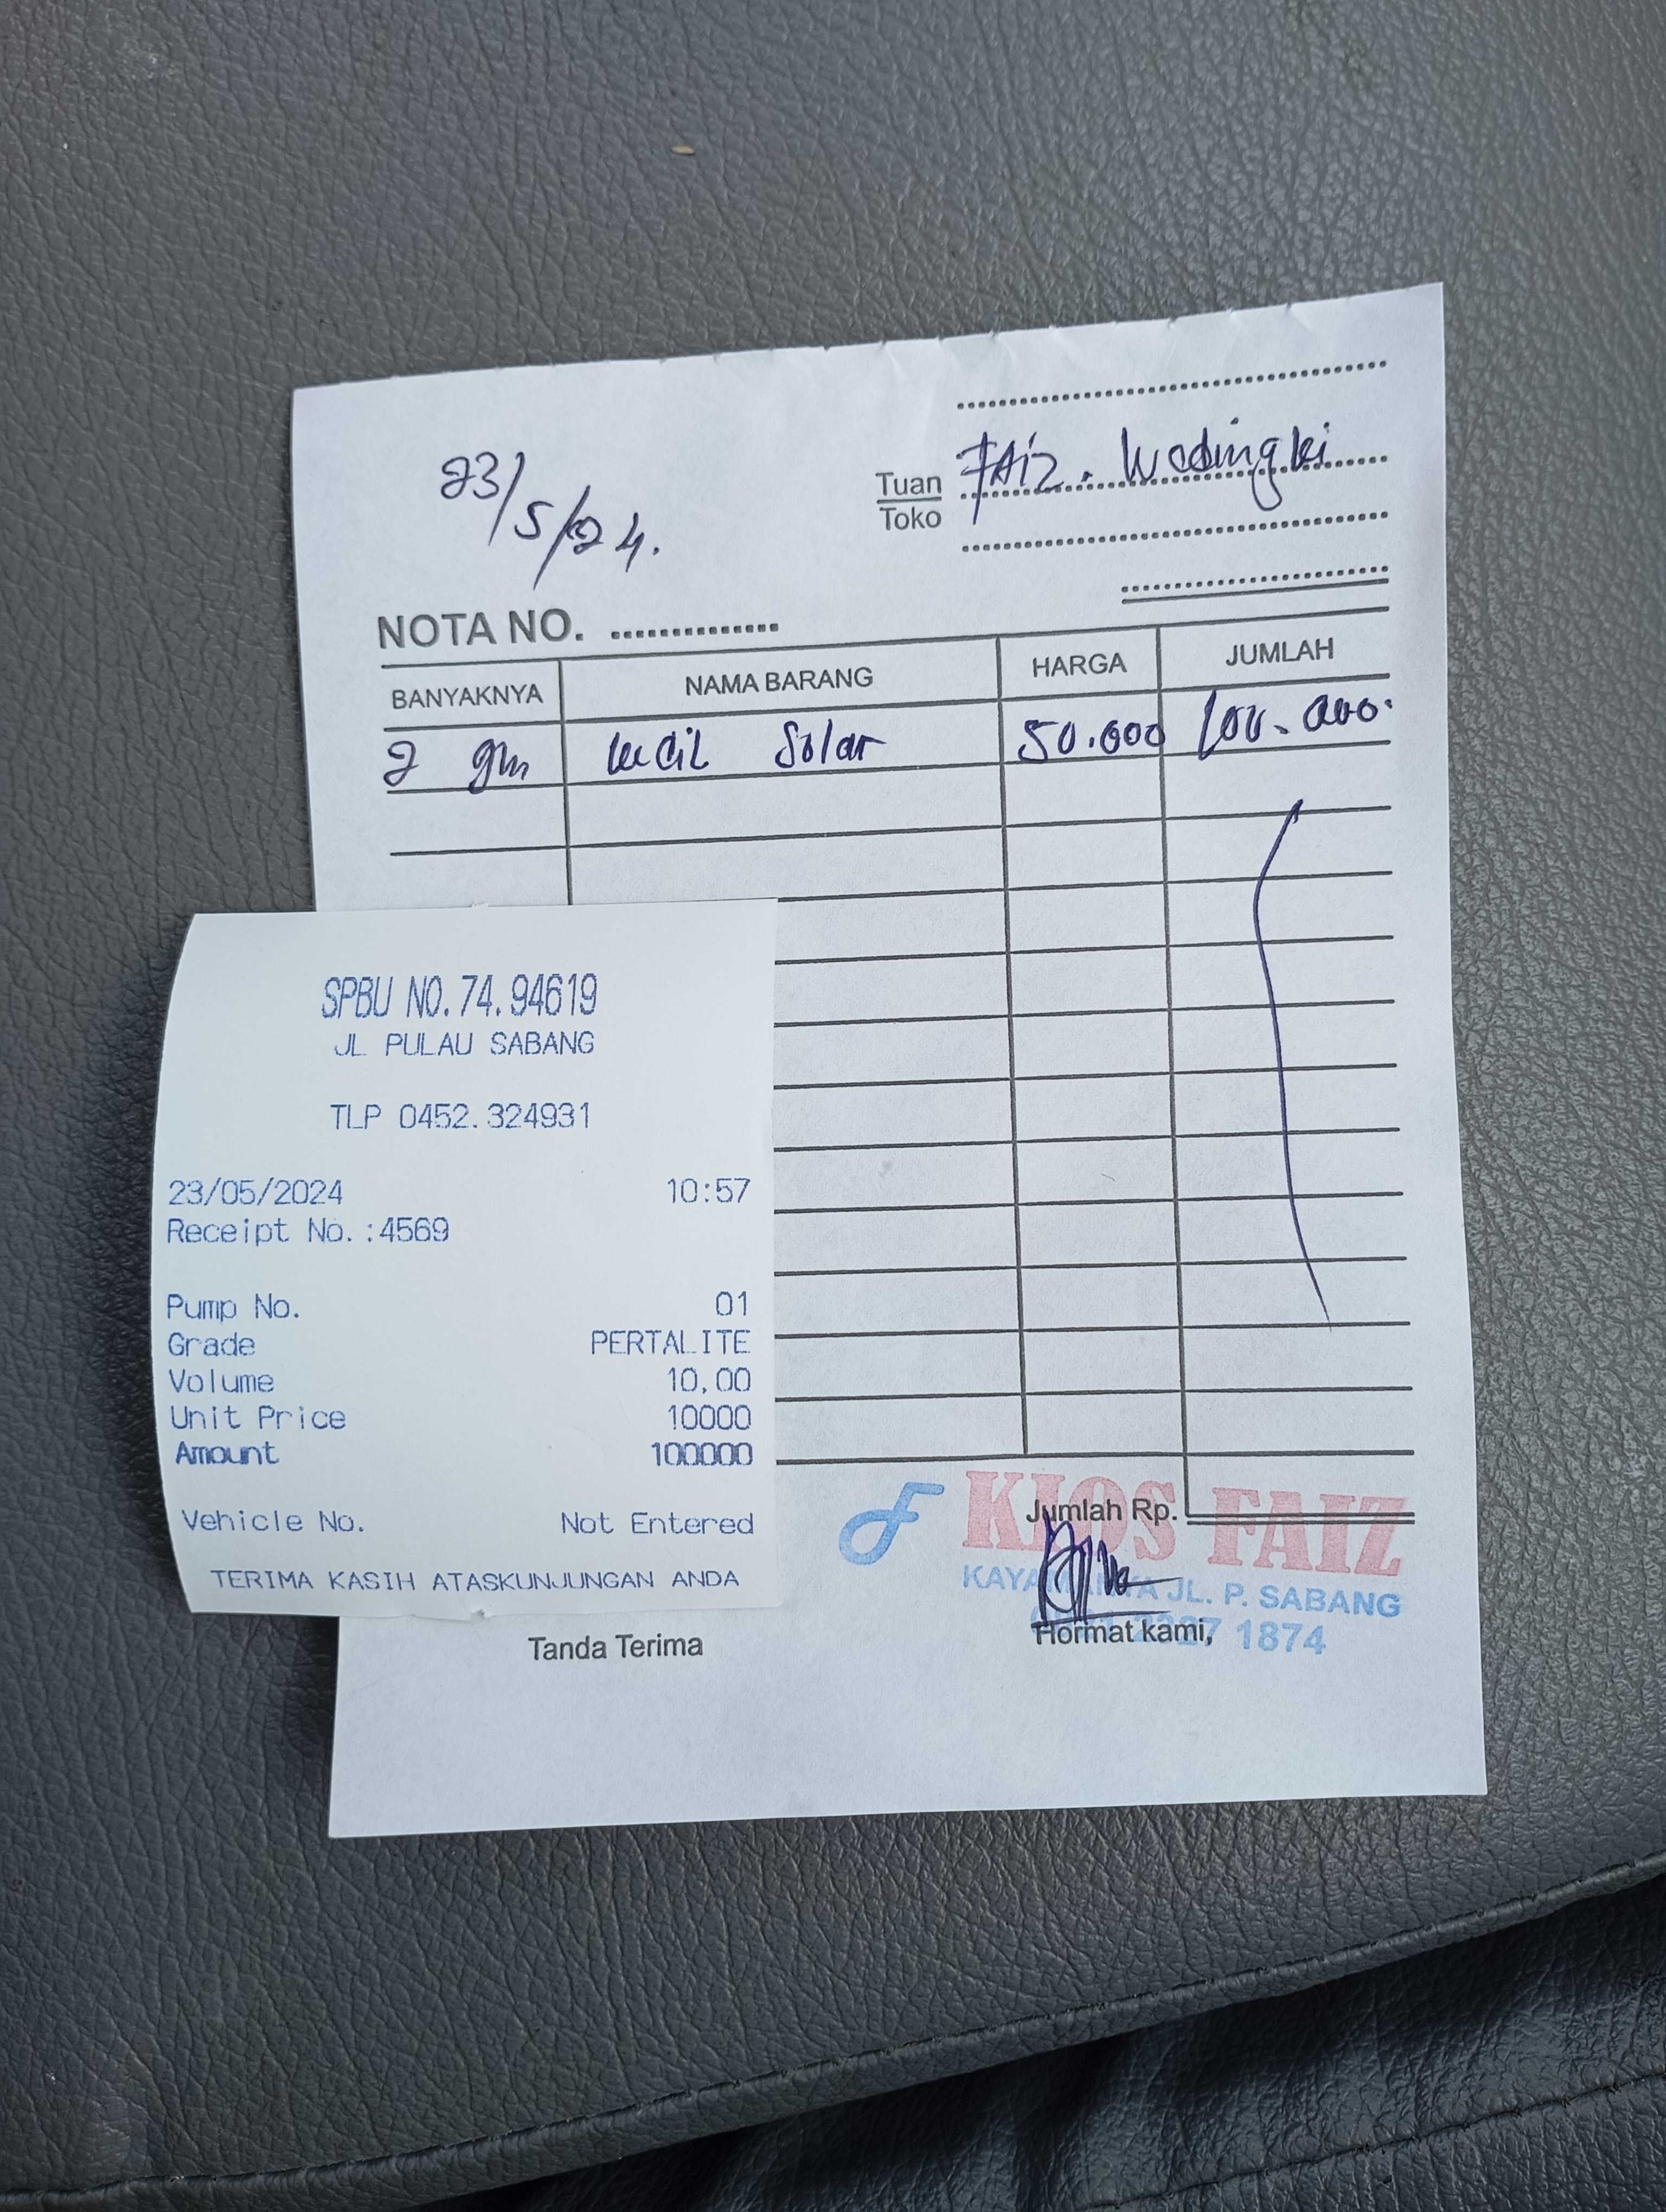 23/5/24.
Tuan
Toko
FAiz.
NOTA NO. ..............
BANYAKNYA NAMA BARANG HARGA JUMLAH
2 Solar 50.000 100.000.
SPBU NO.74.94619
JL PULAU SABANG
TLP 0452.324931
23/05/2024 10:57
Receipt No.:4569
Pump No. 01
Grade PERTALITE
Volume 10,00
Unit Price 10000
Amount 100000
Vehicle No. Not Entered
TERIMA KASIH ATASKUNJUNGAN ANDA
Jumlah Rp.
KIOS FAIZ
JL. P. SABANG
1874
Tanda Terima
Hormat kami,